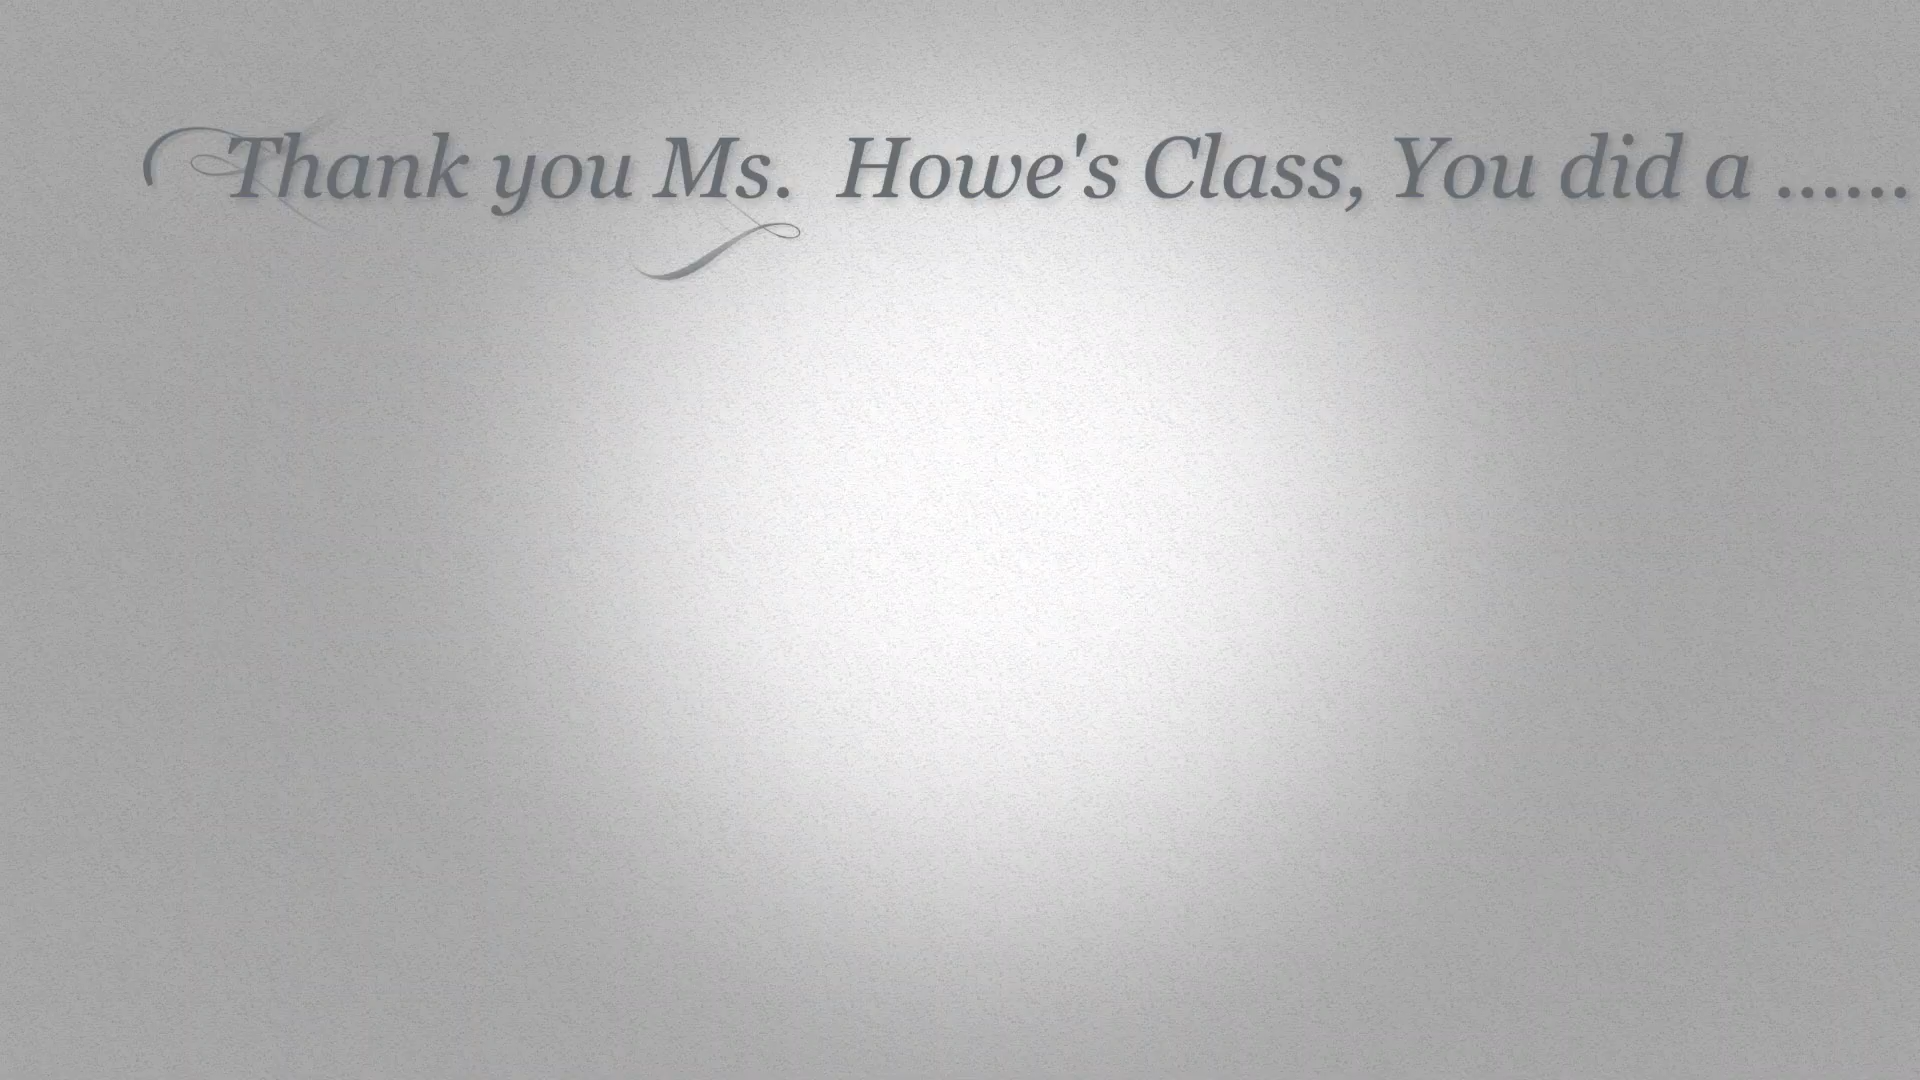 Thank you Ms.  Howe's Class, You did a ......